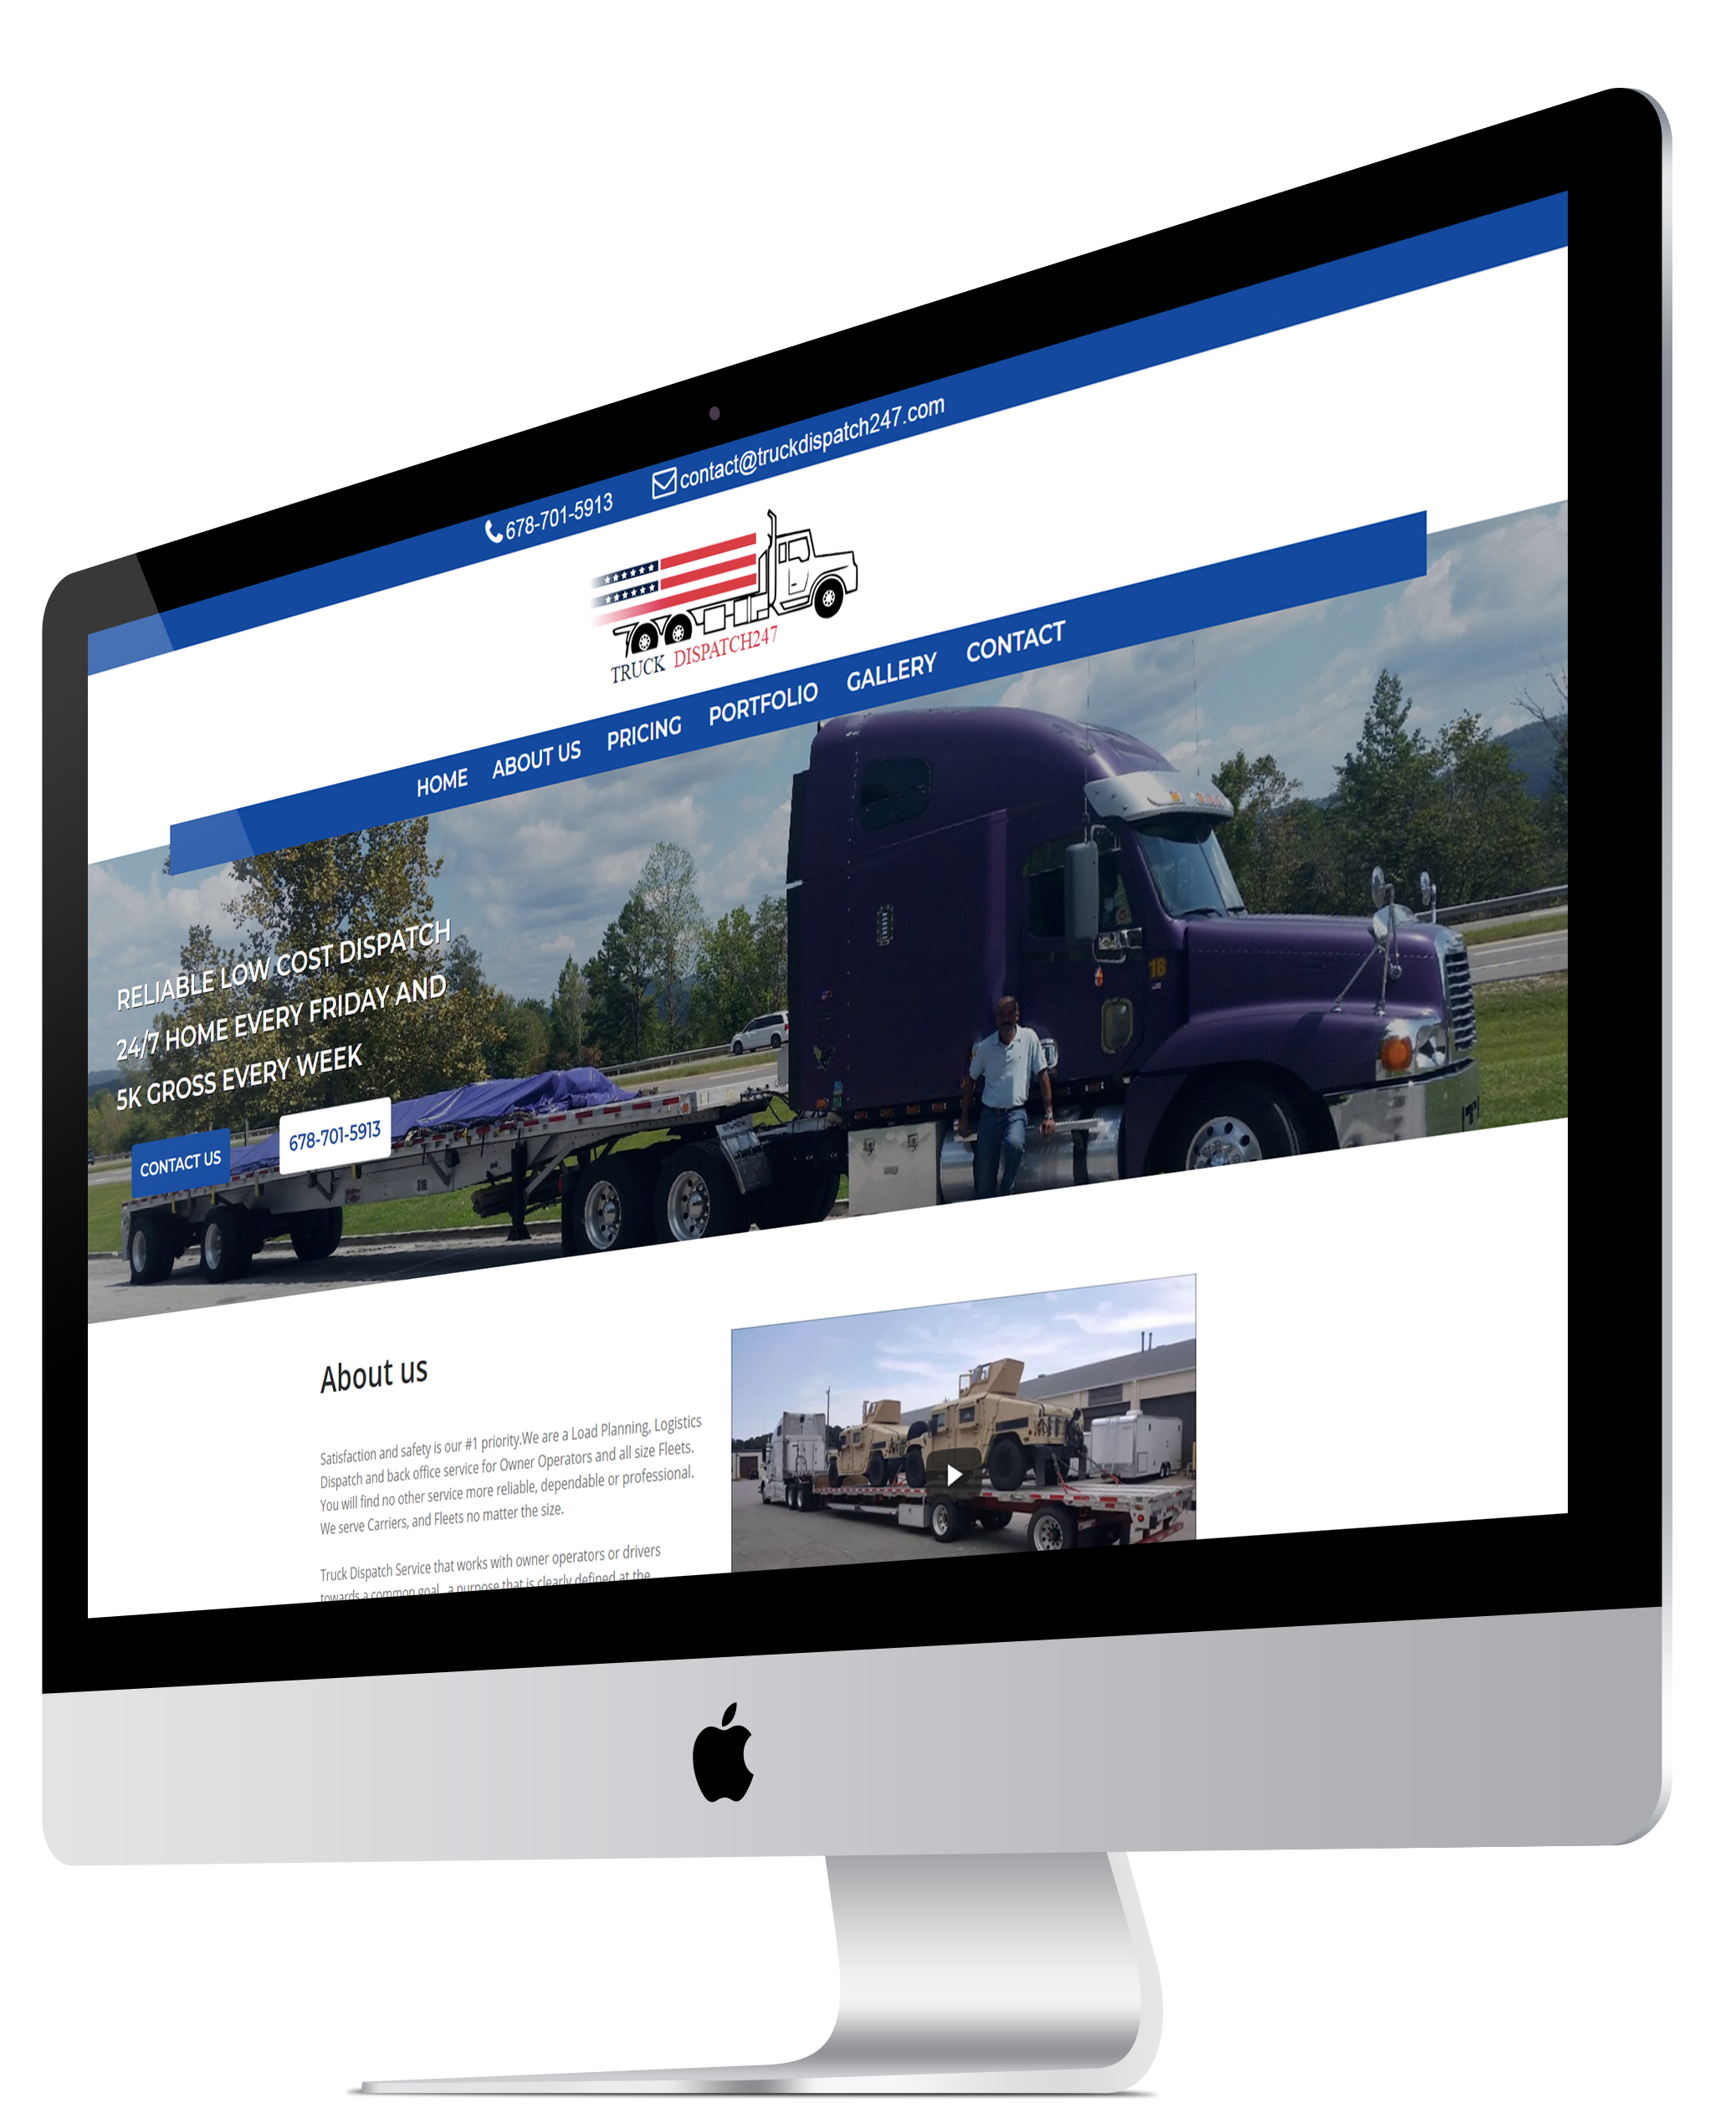 678-701-5913 contact@truckdispatch247.com
TRUCK DISPATCH247
HOME ABOUT US PRICING PORTFOLIO GALLERY CONTACT
RELIABLE LOW COST DISPATCH
24/7 HOME EVERY FRIDAY AND
5K GROSS EVERY WEEK
CONTACT US 678-701-5913
18
About us
Satisfaction and safety is our #1 priority.We are a Load Planning, Logistics
Dispatch and back office service for Owner Operators and all size Fleets.
You will find no other service more reliable, dependable or professional.
We serve Carriers, and Fleets no matter the size.
Truck Dispatch Service that works with owner operators or drivers
towards a common goal, a purpose that is clearly defined at the